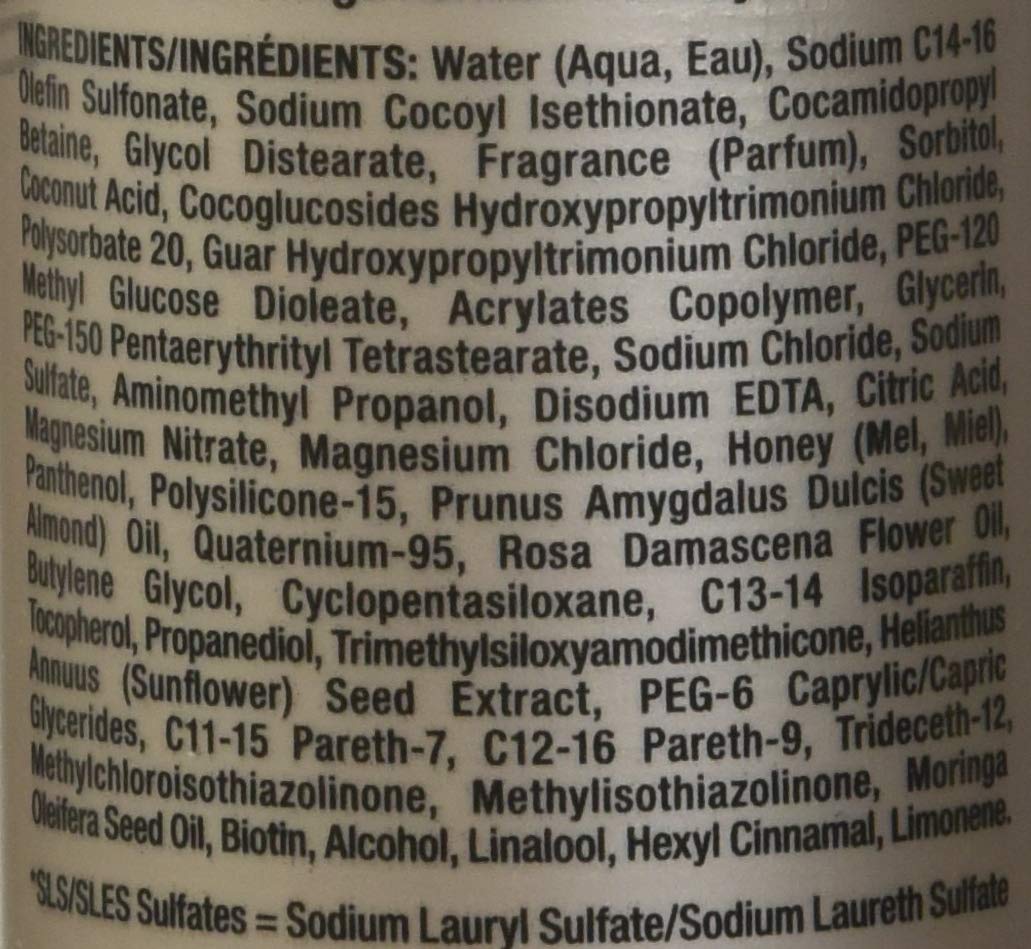 INGREDIENTS/INGRÉDIENTS: Water (Aqua, Eau), Sodium C14-16
Olefin Sulfonate, Sodium Cocoyl Isethionate, Cocamidopropyl
Betaine, Glycol Distearate, Fragrance (Parfum), Sorbitol,
Coconut Acid, Cocoglucosides Hydroxypropyltrimonium Chloride,
Polysorbate 20, Guar Hydroxypropyltrimonium Chloride, PEG-120
Methyl Glucose Dioleate, Acrylates Copolymer, Glycerin,
PEG-150 Pentaerythrityl Tetrastearate, Sodium Chloride, Sodium
Sulfate, Aminomethyl Propanol, Disodium EDTA, Citric Acid,
Magnesium Nitrate, Magnesium Chloride, Honey (Mel, Miel),
Panthenol, Polysilicone-15, Prunus Amygdalus Dulcis (Sweet
Almond) Oil, Quaternium-95, Rosa Damascena Flower Oil,
Butylene Glycol, Cyclopentasiloxane, C13-14 Isoparaffin,
Tocopherol, Propanediol, Trimethylsiloxyamodimethicone, Helianthus
Annuus (Sunflower) Seed Extract, PEG-6 Caprylic/Capric
Glycerides, C11-15 Pareth-7, C12-16 Pareth-9, Trideceth-12,
Methylchloroisothiazolinone, Methylisothiazolinone, Moringa
Oleifera Seed Oil, Biotin, Alcohol, Linalool, Hexyl Cinnamal, Limonene.
*SLS/SLES Sulfates = Sodium Lauryl Sulfate/Sodium Laureth Sulfate